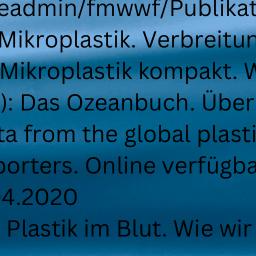 eadmin/fmwwf/Publikat
Mikroplastik. Verbreitun
Mikroplastik kompakt. W
): Das Ozeanbuch. Über
ta from the global plasti
porters. Online verfügba
4.2020
Plastik im Blut. Wie wir